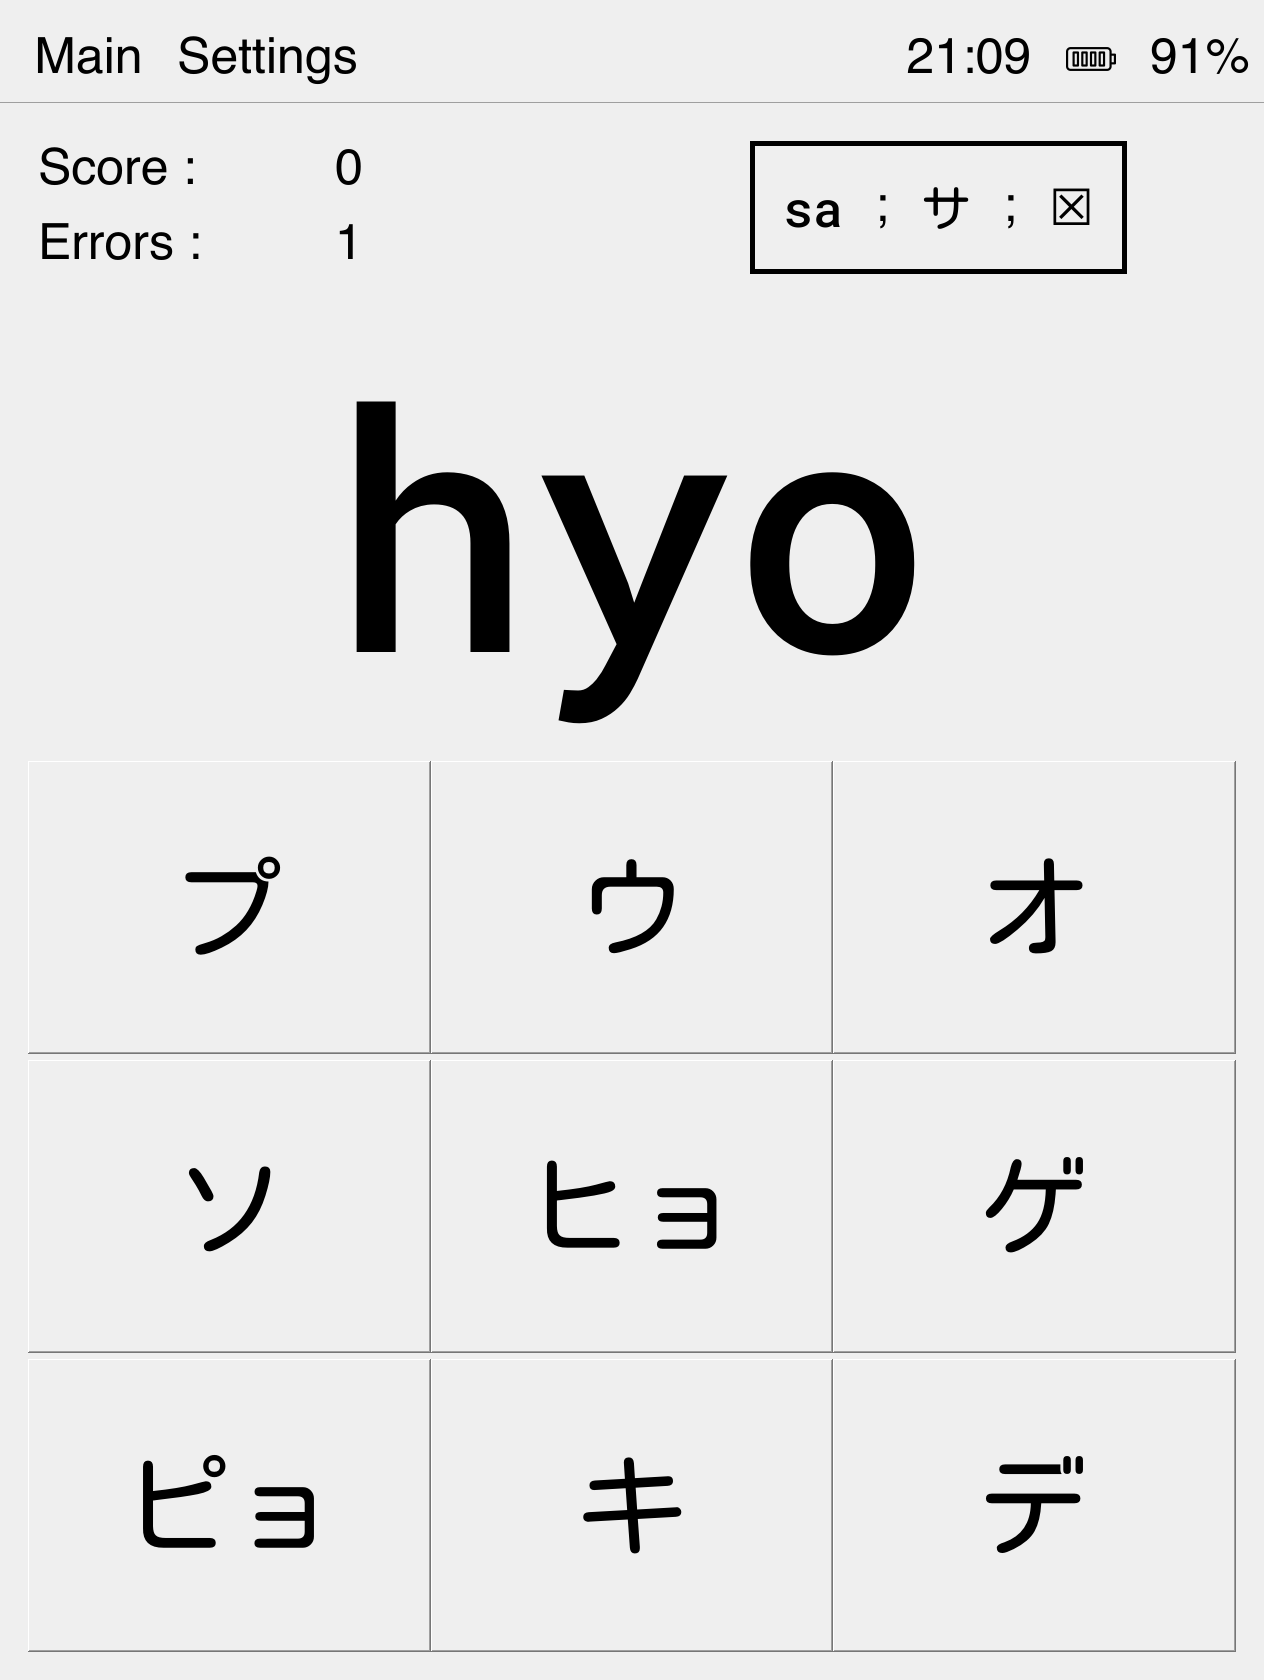 Main Settings 21:09 91%
Score : 0
Errors : 1
sa ; サ ; ☒
hyo
プ ウ オ
ソ ヒョ ゲ
ピョ キ デ